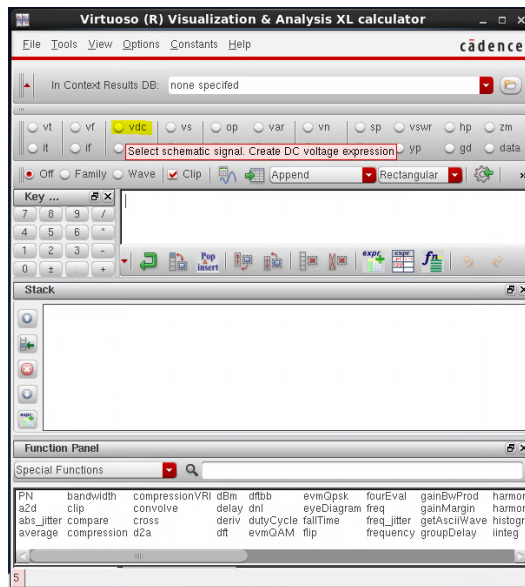 Virtuoso (R) Visualization & Analysis XL calculator
File Tools View Options Constants Help
cādence
In Context Results DB: none specifed
vt vf vdc vs op var vn sp vswr hp zm
it if yp gd data
Select schematic signal. Create DC voltage expression
Off Family Wave Clip Append Rectangular »
Key ...
7 8 9 /
4 5 6 *
1 2 3 -
0 ± . +
Pop insert
expr
expr
fn
Stack
expr
Function Panel
Special Functions
PN bandwidth compressionVRI dBm dftbb evmQpsk fourEval gainBwProd harmon
a2d clip convolve delay dnl eyeDiagram freq gainMargin harmon
abs_jitter compare cross deriv dutyCycle fallTime freq_jitter getAsciiWave histogr
average compression d2a dft evmQAM flip frequency groupDelay iinteg
5